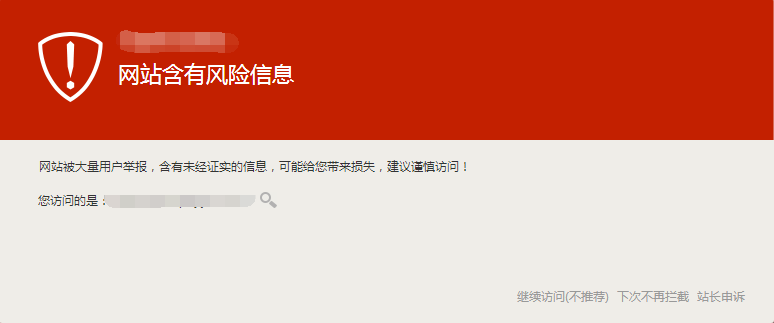 网站含有风险信息
网站被大量用户举报，含有未经证实的信息，可能给您带来损失，建议谨慎访问！
您访问的是：
继续访问(不推荐) 下次不再拦截 站长申诉